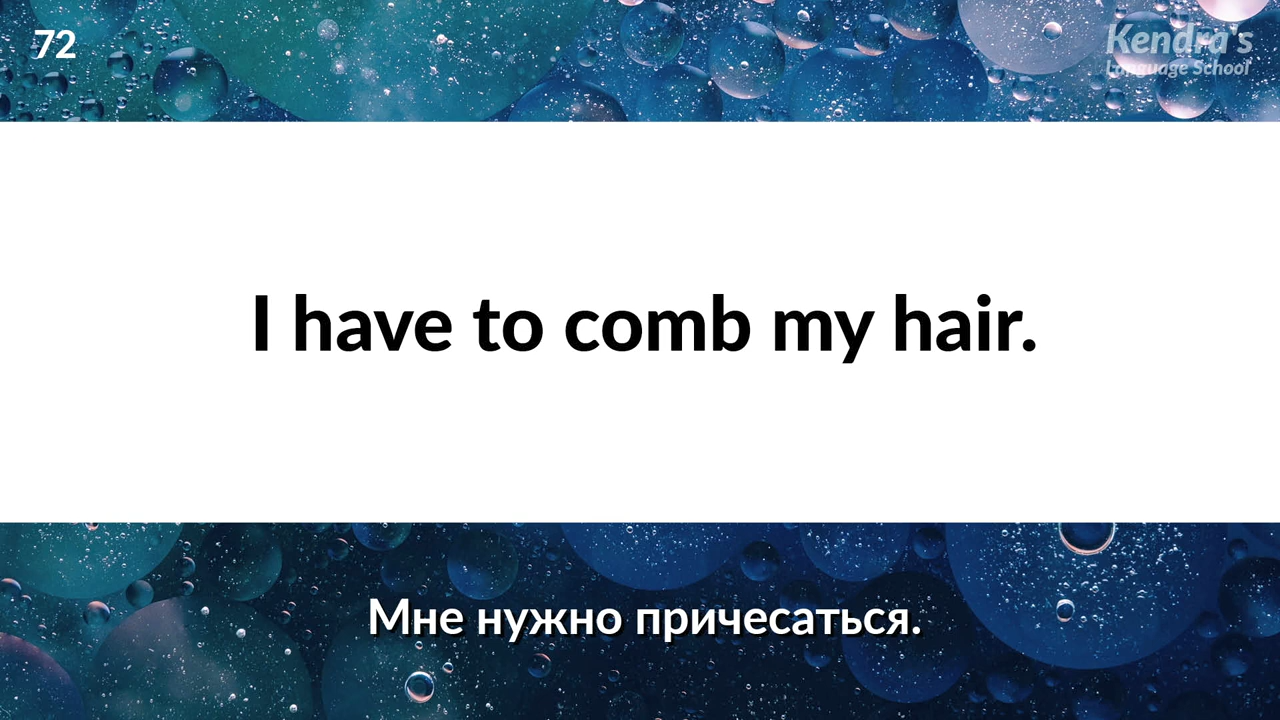 72
Kendra's
Language School
I have to comb my hair.
Мне нужно причесаться.